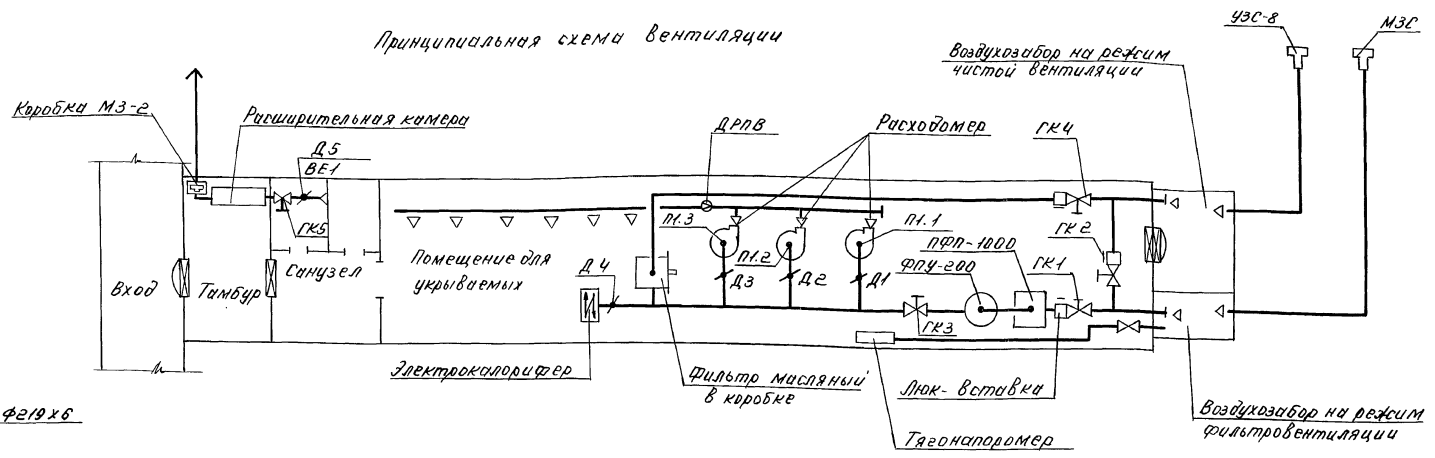 Принципиальная схема вентиляции
УЗС-8
МЗС
Воздухозабор на режим
чистой вентиляции
Коробка МЗ-2
Расширительная камера
ДРПВ
Расходомер
ГК4
Д5
ВЕ1
ГК5
П1.3
П1.2
П1.1
ПФП-1000
ФПУ-200
ГК2
ГК1
Вход
Тамбур
Санузел
Помещение для
укрываемых
Д4
Д3
Д2
Д1
ГК3
Электрокалорифер
Фильтр масляный
в коробке
Люк-вставка
Тягонапоромер
Воздухозабор на режим
фильтровентиляции
Ф219х6